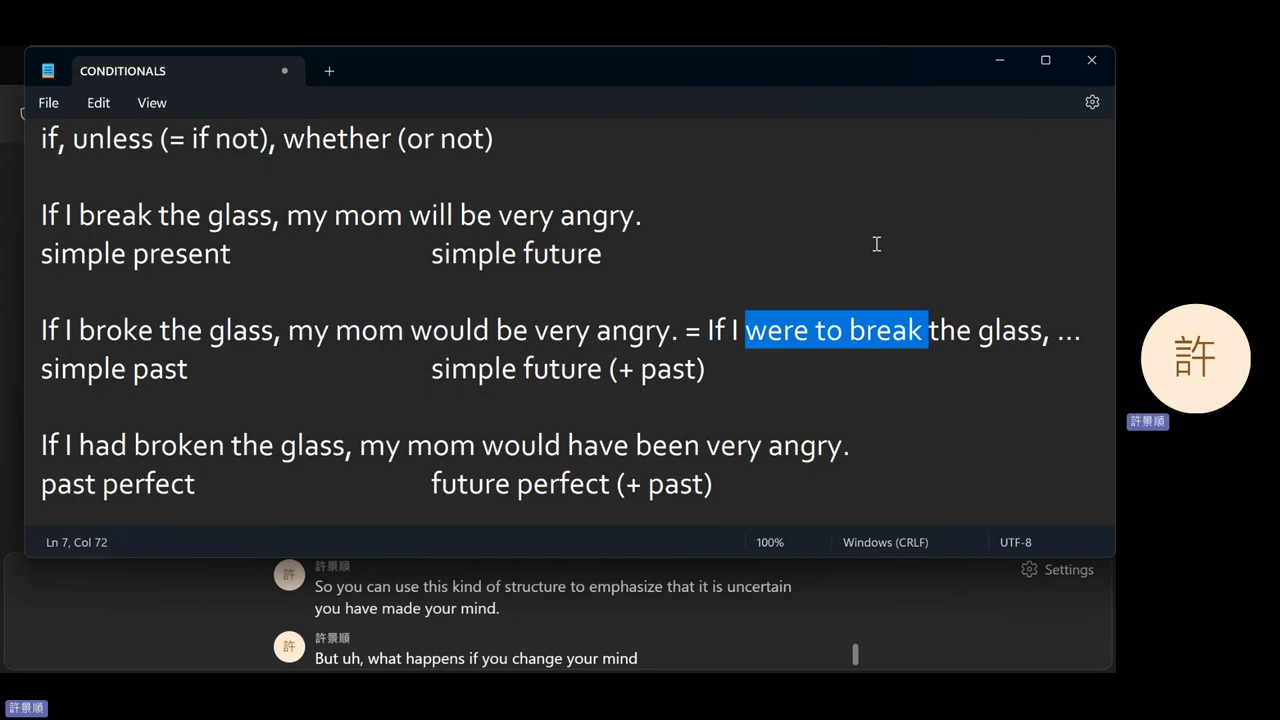 CONDITIONALS
File Edit View
if, unless (= if not), whether (or not)
If I break the glass, my mom will be very angry.
simple present simple future
If I broke the glass, my mom would be very angry. = If I were to break the glass, ...
simple past simple future (+ past)
If I had broken the glass, my mom would have been very angry.
past perfect future perfect (+ past)
Ln 7, Col 72 100% Windows (CRLF) UTF-8
許
許景順
許 許景順
So you can use this kind of structure to emphasize that it is uncertain
you have made your mind.
Settings
許 許景順
But uh, what happens if you change your mind
許景順